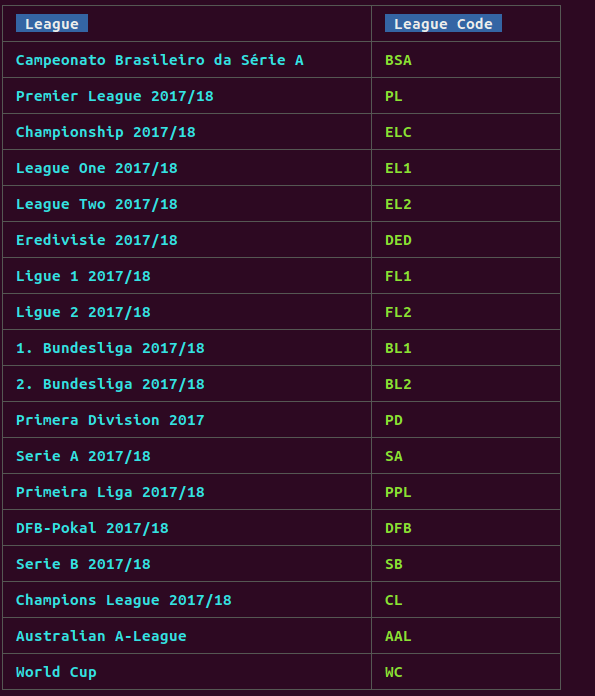 League League Code
Campeonato Brasileiro da Série A BSA
Premier League 2017/18 PL
Championship 2017/18 ELC
League One 2017/18 EL1
League Two 2017/18 EL2
Eredivisie 2017/18 DED
Ligue 1 2017/18 FL1
Ligue 2 2017/18 FL2
1. Bundesliga 2017/18 BL1
2. Bundesliga 2017/18 BL2
Primera Division 2017 PD
Serie A 2017/18 SA
Primeira Liga 2017/18 PPL
DFB-Pokal 2017/18 DFB
Serie B 2017/18 SB
Champions League 2017/18 CL
Australian A-League AAL
World Cup WC